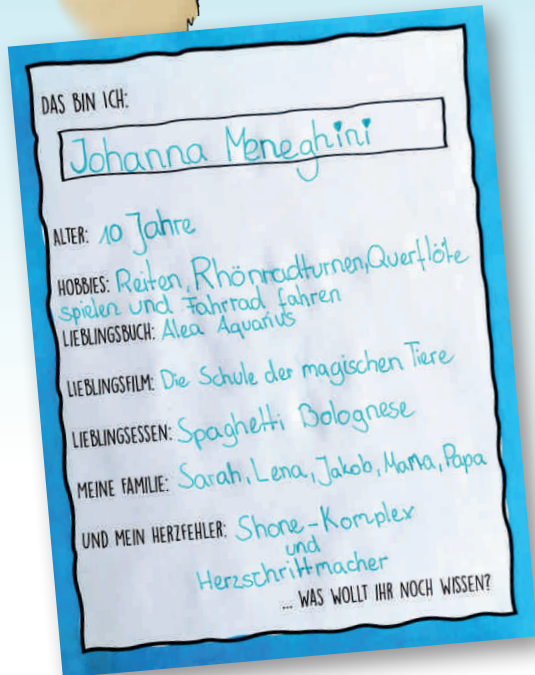 DAS BIN ICH:
Johanna Meneghini
ALTER: 10 Jahre
HOBBIES: Reiten, Rhönradturnen, Querflöte
spielen und Fahrrad fahren
LIEBLINGSBUCH: Alea Aquarius
LIEBLINGSFILM: Die Schule der magischen Tiere
LIEBLINGSESSEN: Spaghetti Bolognese
MEINE FAMILIE: Sarah, Lena, Jakob, Mama, Papa
UND MEIN HERZFEHLER: Shone-Komplex
und
Herzschrittmacher
... WAS WOLLT IHR NOCH WISSEN?